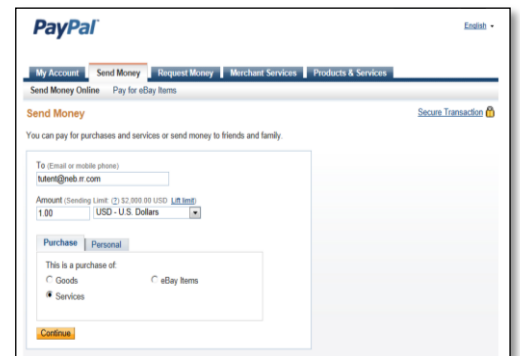 PayPal
English
My Account Send Money Request Money Merchant Services Products & Services
Send Money Online Pay for eBay Items
Send Money
Secure Transaction
You can pay for purchases and services or send money to friends and family.
To (Email or mobile phone)
tutent@neb.rr.com
Amount (Sending Limit: (?) $2,000.00 USD Lift limit)
1.00 USD - U.S. Dollars
Purchase Personal
This is a purchase of:
Goods eBay Items
Services
Continue